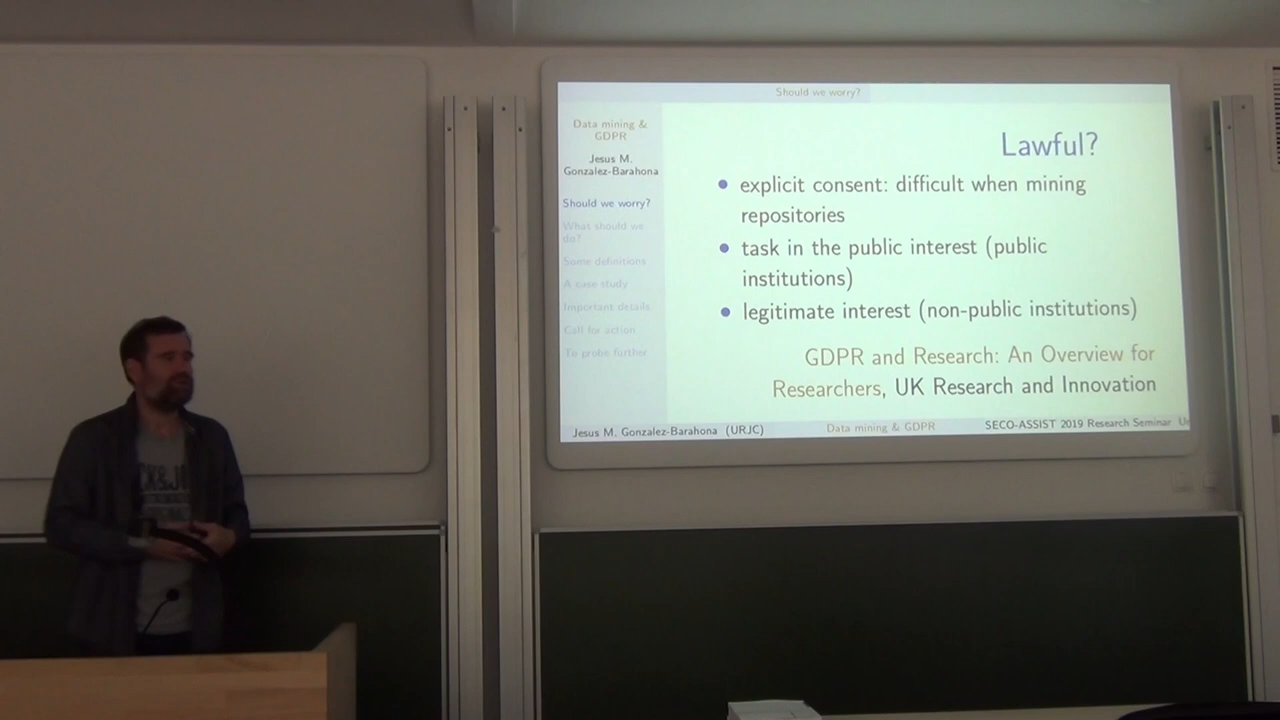 Should we worry?
Data mining &
GDPR
Jesus M.
Gonzalez-Barahona
Should we worry?
What should we
do?
Some definitions
A case study
Important details
Call for action
To probe further
Lawful?
• explicit consent: difficult when mining
repositories
• task in the public interest (public
institutions)
• legitimate interest (non-public institutions)
GDPR and Research: An Overview for
Researchers, UK Research and Innovation
Jesus M. Gonzalez-Barahona (URJC)
Data mining & GDPR
SECO-ASSIST 2019 Research Seminar